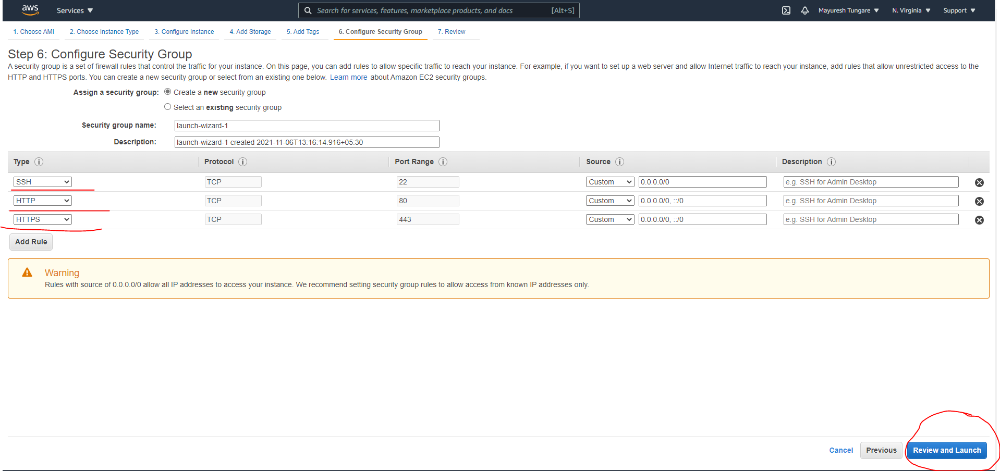 aws Services Search for services, features, marketplace products, and docs [Alt+S] Mayuresh Tungare N. Virginia Support
1. Choose AMI 2. Choose Instance Type 3. Configure Instance 4. Add Storage 5. Add Tags 6. Configure Security Group 7. Review
Step 6: Configure Security Group
A security group is a set of firewall rules that control the traffic for your instance. On this page, you can add rules to allow specific traffic to reach your instance. For example, if you want to set up a web server and allow Internet traffic to reach your instance, add rules that allow unrestricted access to the
HTTP and HTTPS ports. You can create a new security group or select from an existing one below. Learn more about Amazon EC2 security groups.
Assign a security group: Create a new security group
Select an existing security group
Security group name: launch-wizard-1
Description: launch-wizard-1 created 2021-11-06T13:16:14.916+05:30
Type i Protocol i Port Range i Source i Description i
SSH TCP 22 Custom 0.0.0.0/0 e.g. SSH for Admin Desktop
HTTP TCP 80 Custom 0.0.0.0/0, ::/0 e.g. SSH for Admin Desktop
HTTPS TCP 443 Custom 0.0.0.0/0, ::/0 e.g. SSH for Admin Desktop
Add Rule
Warning
Rules with source of 0.0.0.0/0 allow all IP addresses to access your instance. We recommend setting security group rules to allow access from known IP addresses only.
Cancel Previous Review and Launch